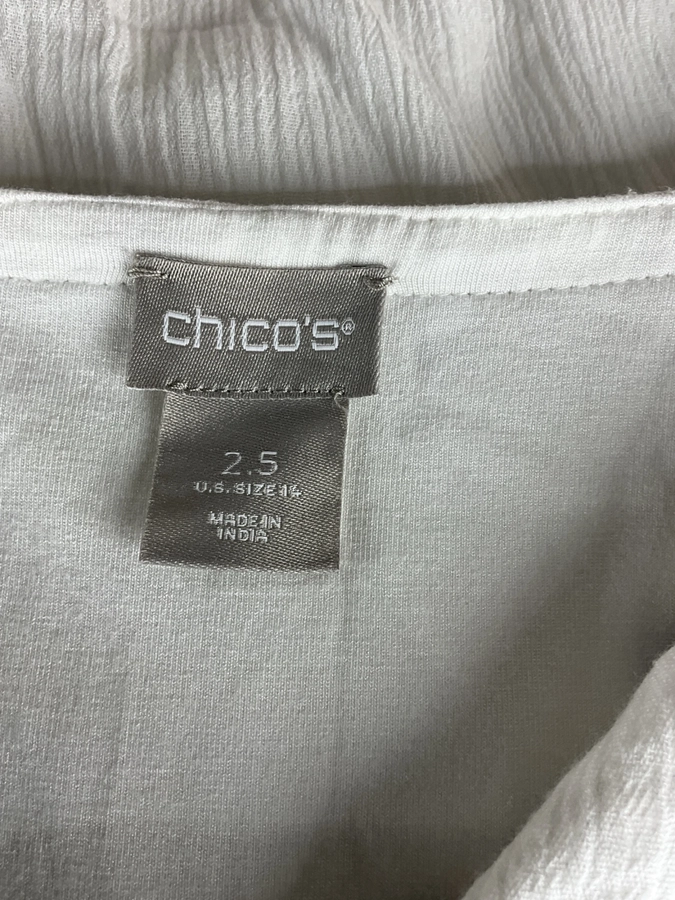 chico's®
2.5
U.S. SIZE 14
MADE IN
INDIA